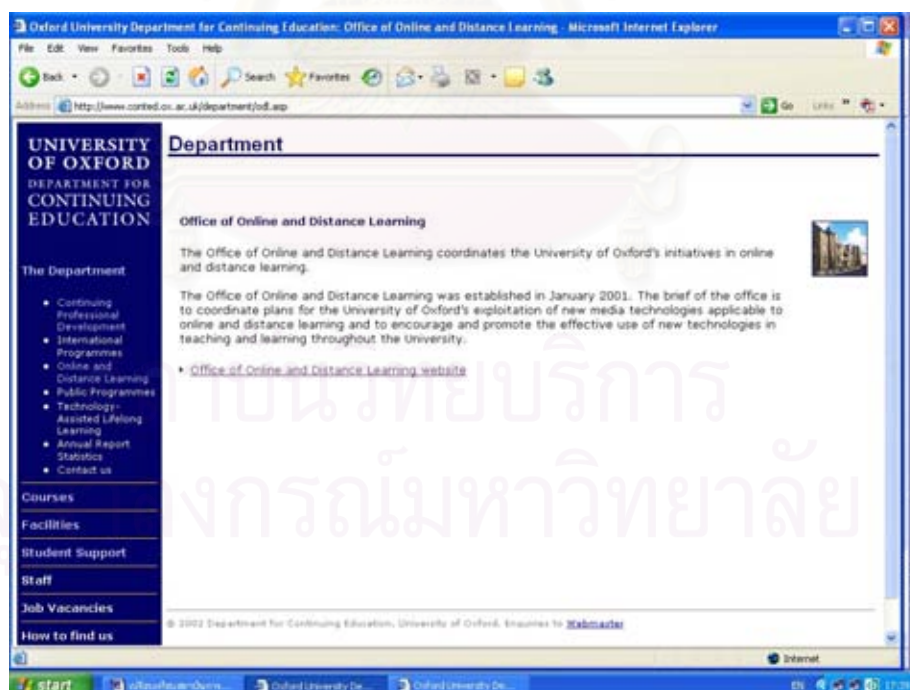 Oxford University Department for Continuing Education: Office of Online and Distance Learning - Microsoft Internet Explorer
File Edit View Favorites Tools Help
Back Search Favorites
Address http://www.conted.ox.ac.uk/department/odl.asp Go Links
UNIVERSITY
OF OXFORD
DEPARTMENT FOR
CONTINUING
EDUCATION
The Department
• Continuing
Professional
Development
• International
Programmes
• Online and
Distance Learning
• Public Programmes
• Technology-
Assisted Lifelong
Learning
• Annual Report
Statistics
• Contact us
Courses
Facilities
Student Support
Staff
Job Vacancies
How to find us
Department
Office of Online and Distance Learning
The Office of Online and Distance Learning coordinates the University of Oxford's initiatives in online
and distance learning.
The Office of Online and Distance Learning was established in January 2001. The brief of the office is
to coordinate plans for the University of Oxford's exploitation of new media technologies applicable to
online and distance learning and to encourage and promote the effective use of new technologies in
teaching and learning throughout the University.
Office of Online and Distance Learning website
วิทยบริการ
งกรณ์มหาวิทยาลัย
© 2002 Department for Continuing Education, University of Oxford. Enquiries to Webmaster
Internet
start
Oxford University De...
Oxford University De...
EN